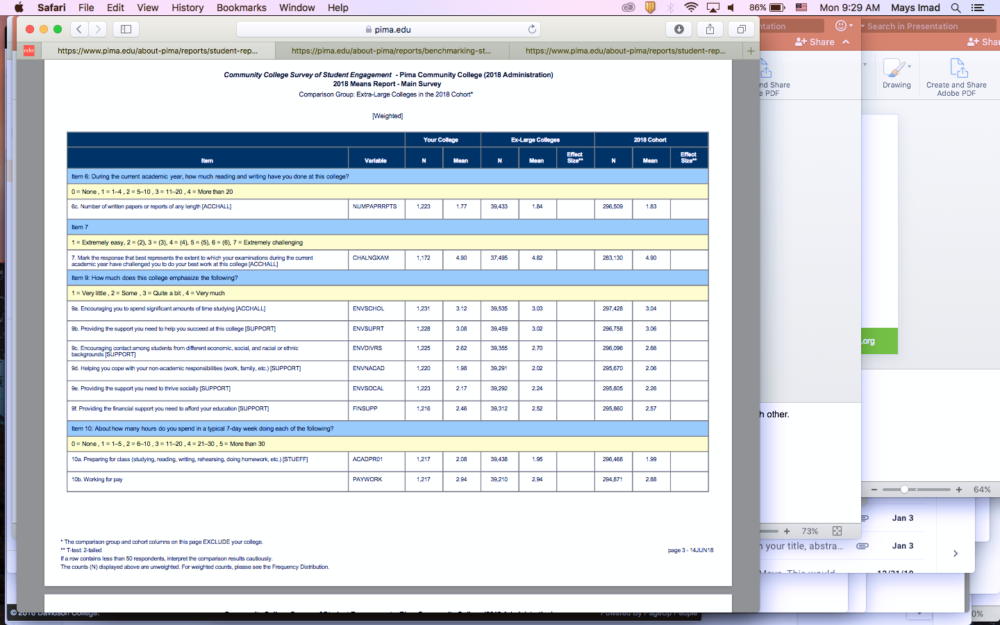 Safari File Edit View History Bookmarks Window Help 86% Mon 9:29 AM Mays Imad
pima.edu
ntation
Search in Presentation
Share
Shar
edu https://www.pima.edu/about-pima/reports/student-rep... https://pima.edu/about-pima/reports/benchmarking-st... https://www.pima.edu/about-pima/reports/student-rep...
nd Share
e PDF
Drawing
Create and Share
Adobe PDF
Community College Survey of Student Engagement - Pima Community College (2018 Administration)
2018 Means Report - Main Survey
Comparison Group: Extra-Large Colleges in the 2018 Cohort*
[Weighted]
Your College Ex-Large Colleges 2018 Cohort
Item Variable N Mean N Mean Effect Size** N Mean Effect Size**
Item 6: During the current academic year, how much reading and writing have you done at this college?
0 = None , 1 = 1–4 , 2 = 5–10 , 3 = 11–20 , 4 = More than 20
6c. Number of written papers or reports of any length [ACCHALL] NUMPAPRRPTS 1,223 1.77 39,433 1.84 296,509 1.83
Item 7
1 = Extremely easy, 2 = (2), 3 = (3), 4 = (4), 5 = (5), 6 = (6), 7 = Extremely challenging
7. Mark the response that best represents the extent to which your examinations during the current
academic year have challenged you to do your best work at this college [ACCHALL] CHALNGXAM 1,172 4.90 37,495 4.82 283,130 4.90
Item 9: How much does this college emphasize the following?
1 = Very little , 2 = Some , 3 = Quite a bit , 4 = Very much
9a. Encouraging you to spend significant amounts of time studying [ACCHALL] ENVSCHOL 1,231 3.12 39,535 3.03 297,428 3.04
9b. Providing the support you need to help you succeed at this college [SUPPORT] ENVSUPRT 1,228 3.08 39,459 3.02 296,758 3.06
9c. Encouraging contact among students from different economic, social, and racial or ethnic
backgrounds [SUPPORT] ENVDIVRS 1,225 2.62 39,355 2.70 296,096 2.66
9d. Helping you cope with your non-academic responsibilities (work, family, etc.) [SUPPORT] ENVNACAD 1,220 1.98 39,291 2.02 295,670 2.06
9e. Providing the support you need to thrive socially [SUPPORT] ENVSOCAL 1,223 2.17 39,292 2.24 295,805 2.26
9f. Providing the financial support you need to afford your education [SUPPORT] FINSUPP 1,216 2.46 39,312 2.52 295,860 2.57
Item 10: About how many hours do you spend in a typical 7-day week doing each of the following?
0 = None , 1 = 1–5 , 2 = 6–10 , 3 = 11–20 , 4 = 21–30 , 5 = More than 30
10a. Preparing for class (studying, reading, writing, rehearsing, doing homework, etc.) [STUEFF] ACADPR01 1,217 2.08 39,438 1.95 296,468 1.99
10b. Working for pay PAYWORK 1,217 2.94 39,210 2.94 294,871 2.88
* The comparison group and cohort columns on this page EXCLUDE your college.
** T-test: 2-tailed
page 3 - 14JUN18
If a row contains less than 50 respondents, interpret the comparison results cautiously.
The counts (N) displayed above are unweighted. For weighted counts, please see the Frequency Distribution.
.org
h other.
64%
Jan 3
73%
n your title, abstra... Jan 3
© 2016 Davidson College.
Powered By PageUp People
0%